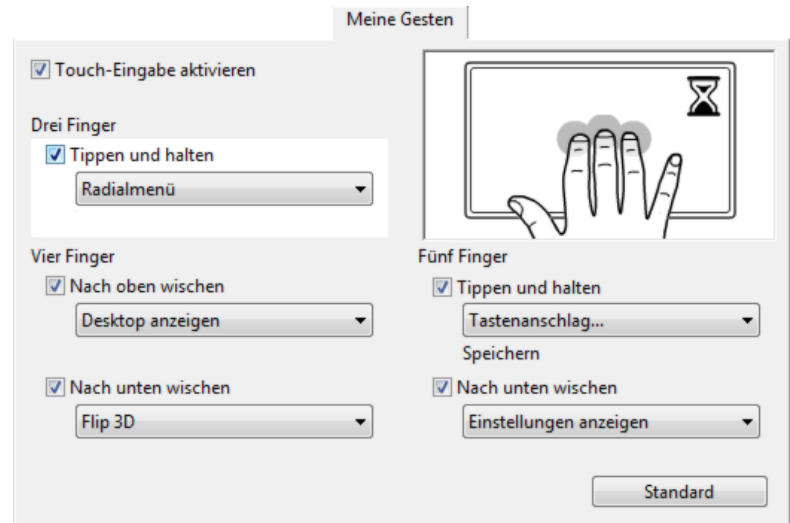 Meine Gesten
Touch-Eingabe aktivieren
Drei Finger
Tippen und halten
Radialmenü
Vier Finger
Nach oben wischen
Desktop anzeigen
Nach unten wischen
Flip 3D
Fünf Finger
Tippen und halten
Tastenanschlag...
Speichern
Nach unten wischen
Einstellungen anzeigen
Standard